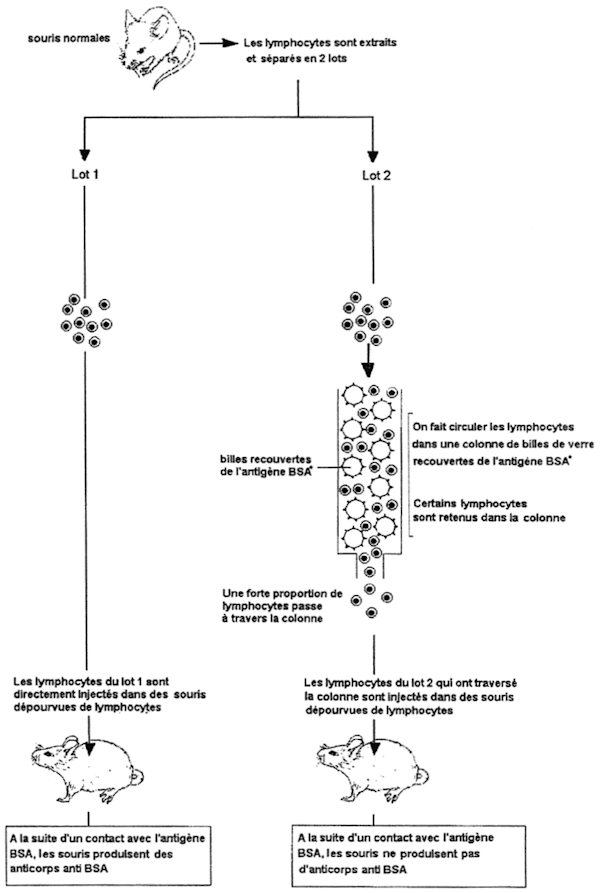 souris normales
Les lymphocytes sont extraits
et séparés en 2 lots
Lot 1
Lot 2
billes recouvertes
de l'antigène BSA*
On fait circuler les lymphocytes
dans une colonne de billes de verre
recouvertes de l'antigéne BSA*
Certains lymphocytes
sont retenus dans la colonne
Une forte proportion de
lymphocytes passe
à travers la colonne
Les lymphocytes du lot 1 sont
directement injectés dans des souris
dépourvues de lymphocytes
Les lymphocytes du lot 2 qui ont traversé
la colonne sont injectés dans des souris
dépourvues de lymphocytes
A la suite d'un contact avec l'antigène
BSA, les souris produisent des
anticorps anti BSA
A la suite d'un contact avec l'antigène
BSA, les souris ne produisent pas
d'anticorps anti BSA